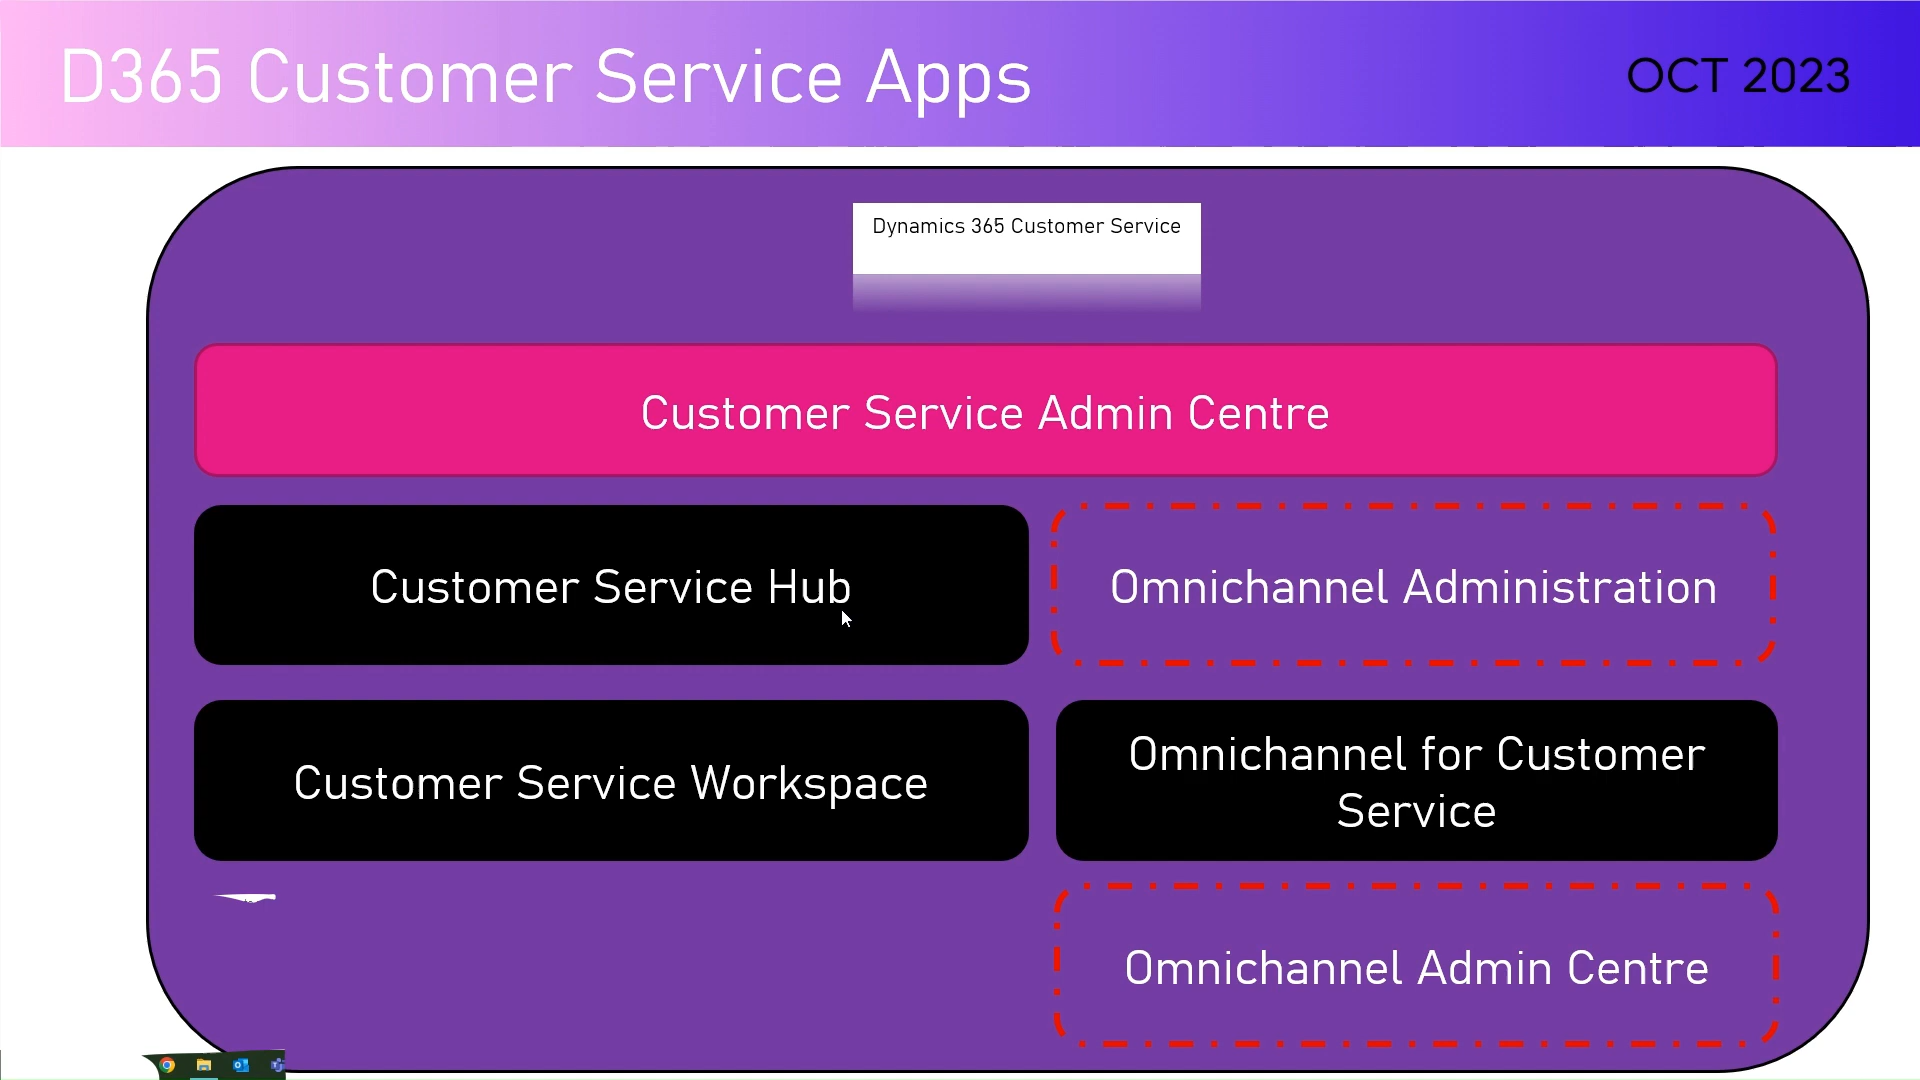 D365 Customer Service Apps
OCT 2023
Dynamics 365 Customer Service
Customer Service Admin Centre
Customer Service Hub
Omnichannel Administration
Customer Service Workspace
Omnichannel for Customer
Service
Omnichannel Admin Centre